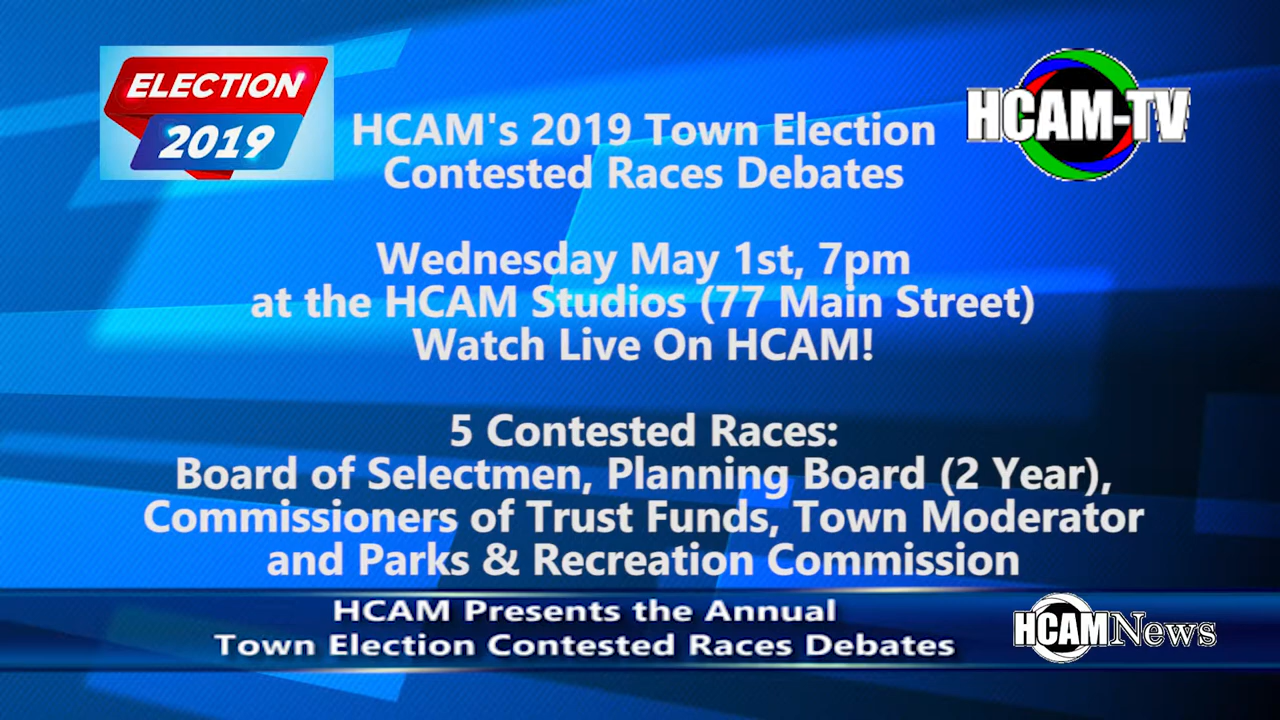 ELECTION
2019
HCAM-TV
HCAM's 2019 Town Election
Contested Races Debates
Wednesday May 1st, 7pm
at the HCAM Studios (77 Main Street)
Watch Live On HCAM!
5 Contested Races:
Board of Selectmen, Planning Board (2 Year),
Commissioners of Trust Funds, Town Moderator
and Parks & Recreation Commission
HCAM Presents the Annual
Town Election Contested Races Debates
HCAMNews